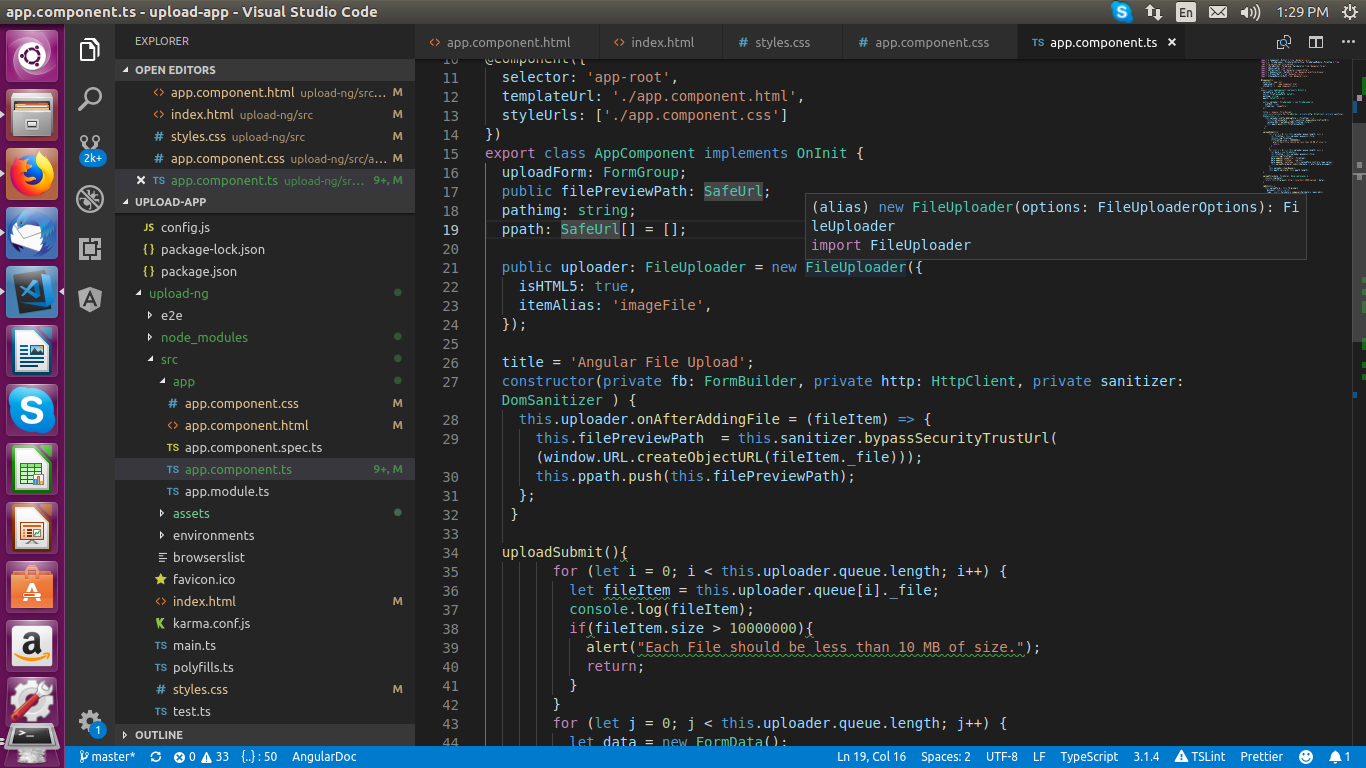 app.component.ts - upload-app - Visual Studio Code
En
1:29 PM
EXPLORER
OPEN EDITORS
app.component.html upload-ng/src... M
index.html upload-ng/src M
styles.css upload-ng/src M
app.component.css upload-ng/src/a... M
TS app.component.ts upload-ng/sr... 9+, M
UPLOAD-APP
config.js
{ } package-lock.json
{ } package.json
upload-ng
e2e
node_modules
src
app
# app.component.css M
<> app.component.html M
TS app.component.spec.ts
TS app.component.ts 9+, M
TS app.module.ts
assets
environments
browserslist
favicon.ico
<> index.html M
karma.conf.js
TS main.ts
TS polyfills.ts
# styles.css M
TS test.ts
OUTLINE
2k+
1
<> app.component.html
<> index.html
# styles.css
# app.component.css
TS app.component.ts ×
10 @Component({
11 selector: 'app-root',
12 templateUrl: './app.component.html',
13 styleUrls: ['./app.component.css']
14 })
15 export class AppComponent implements OnInit {
16 uploadForm: FormGroup;
17 public filePreviewPath: SafeUrl;
18 pathimg: string;
19 ppath: SafeUrl[] = [];
20
(alias) new FileUploader(options: FileUploaderOptions): Fi
leUploader
import FileUploader
21 public uploader: FileUploader = new FileUploader({
22 isHTML5: true,
23 itemAlias: 'imageFile',
24 });
25
26 title = 'Angular File Upload';
27 constructor(private fb: FormBuilder, private http: HttpClient, private sanitizer:
DomSanitizer ) {
28 this.uploader.onAfterAddingFile = (fileItem) => {
29 this.filePreviewPath  = this.sanitizer.bypassSecurityTrustUrl(
(window.URL.createObjectURL(fileItem._file)));
30 this.ppath.push(this.filePreviewPath);
31 };
32 }
33
34 uploadSubmit(){
35 for (let i = 0; i < this.uploader.queue.length; i++) {
36 let fileItem = this.uploader.queue[i]._file;
37 console.log(fileItem);
38 if(fileItem.size > 10000000){
39 alert("Each File should be less than 10 MB of size.");
40 return;
41 }
42 }
43 for (let j = 0; j < this.uploader.queue.length; j++) {
44 let data = new FormData();
master* 0 33 {..} : 50 AngularDoc Ln 19, Col 16 Spaces: 2 UTF-8 LF TypeScript 3.1.4 TSLint Prettier 1